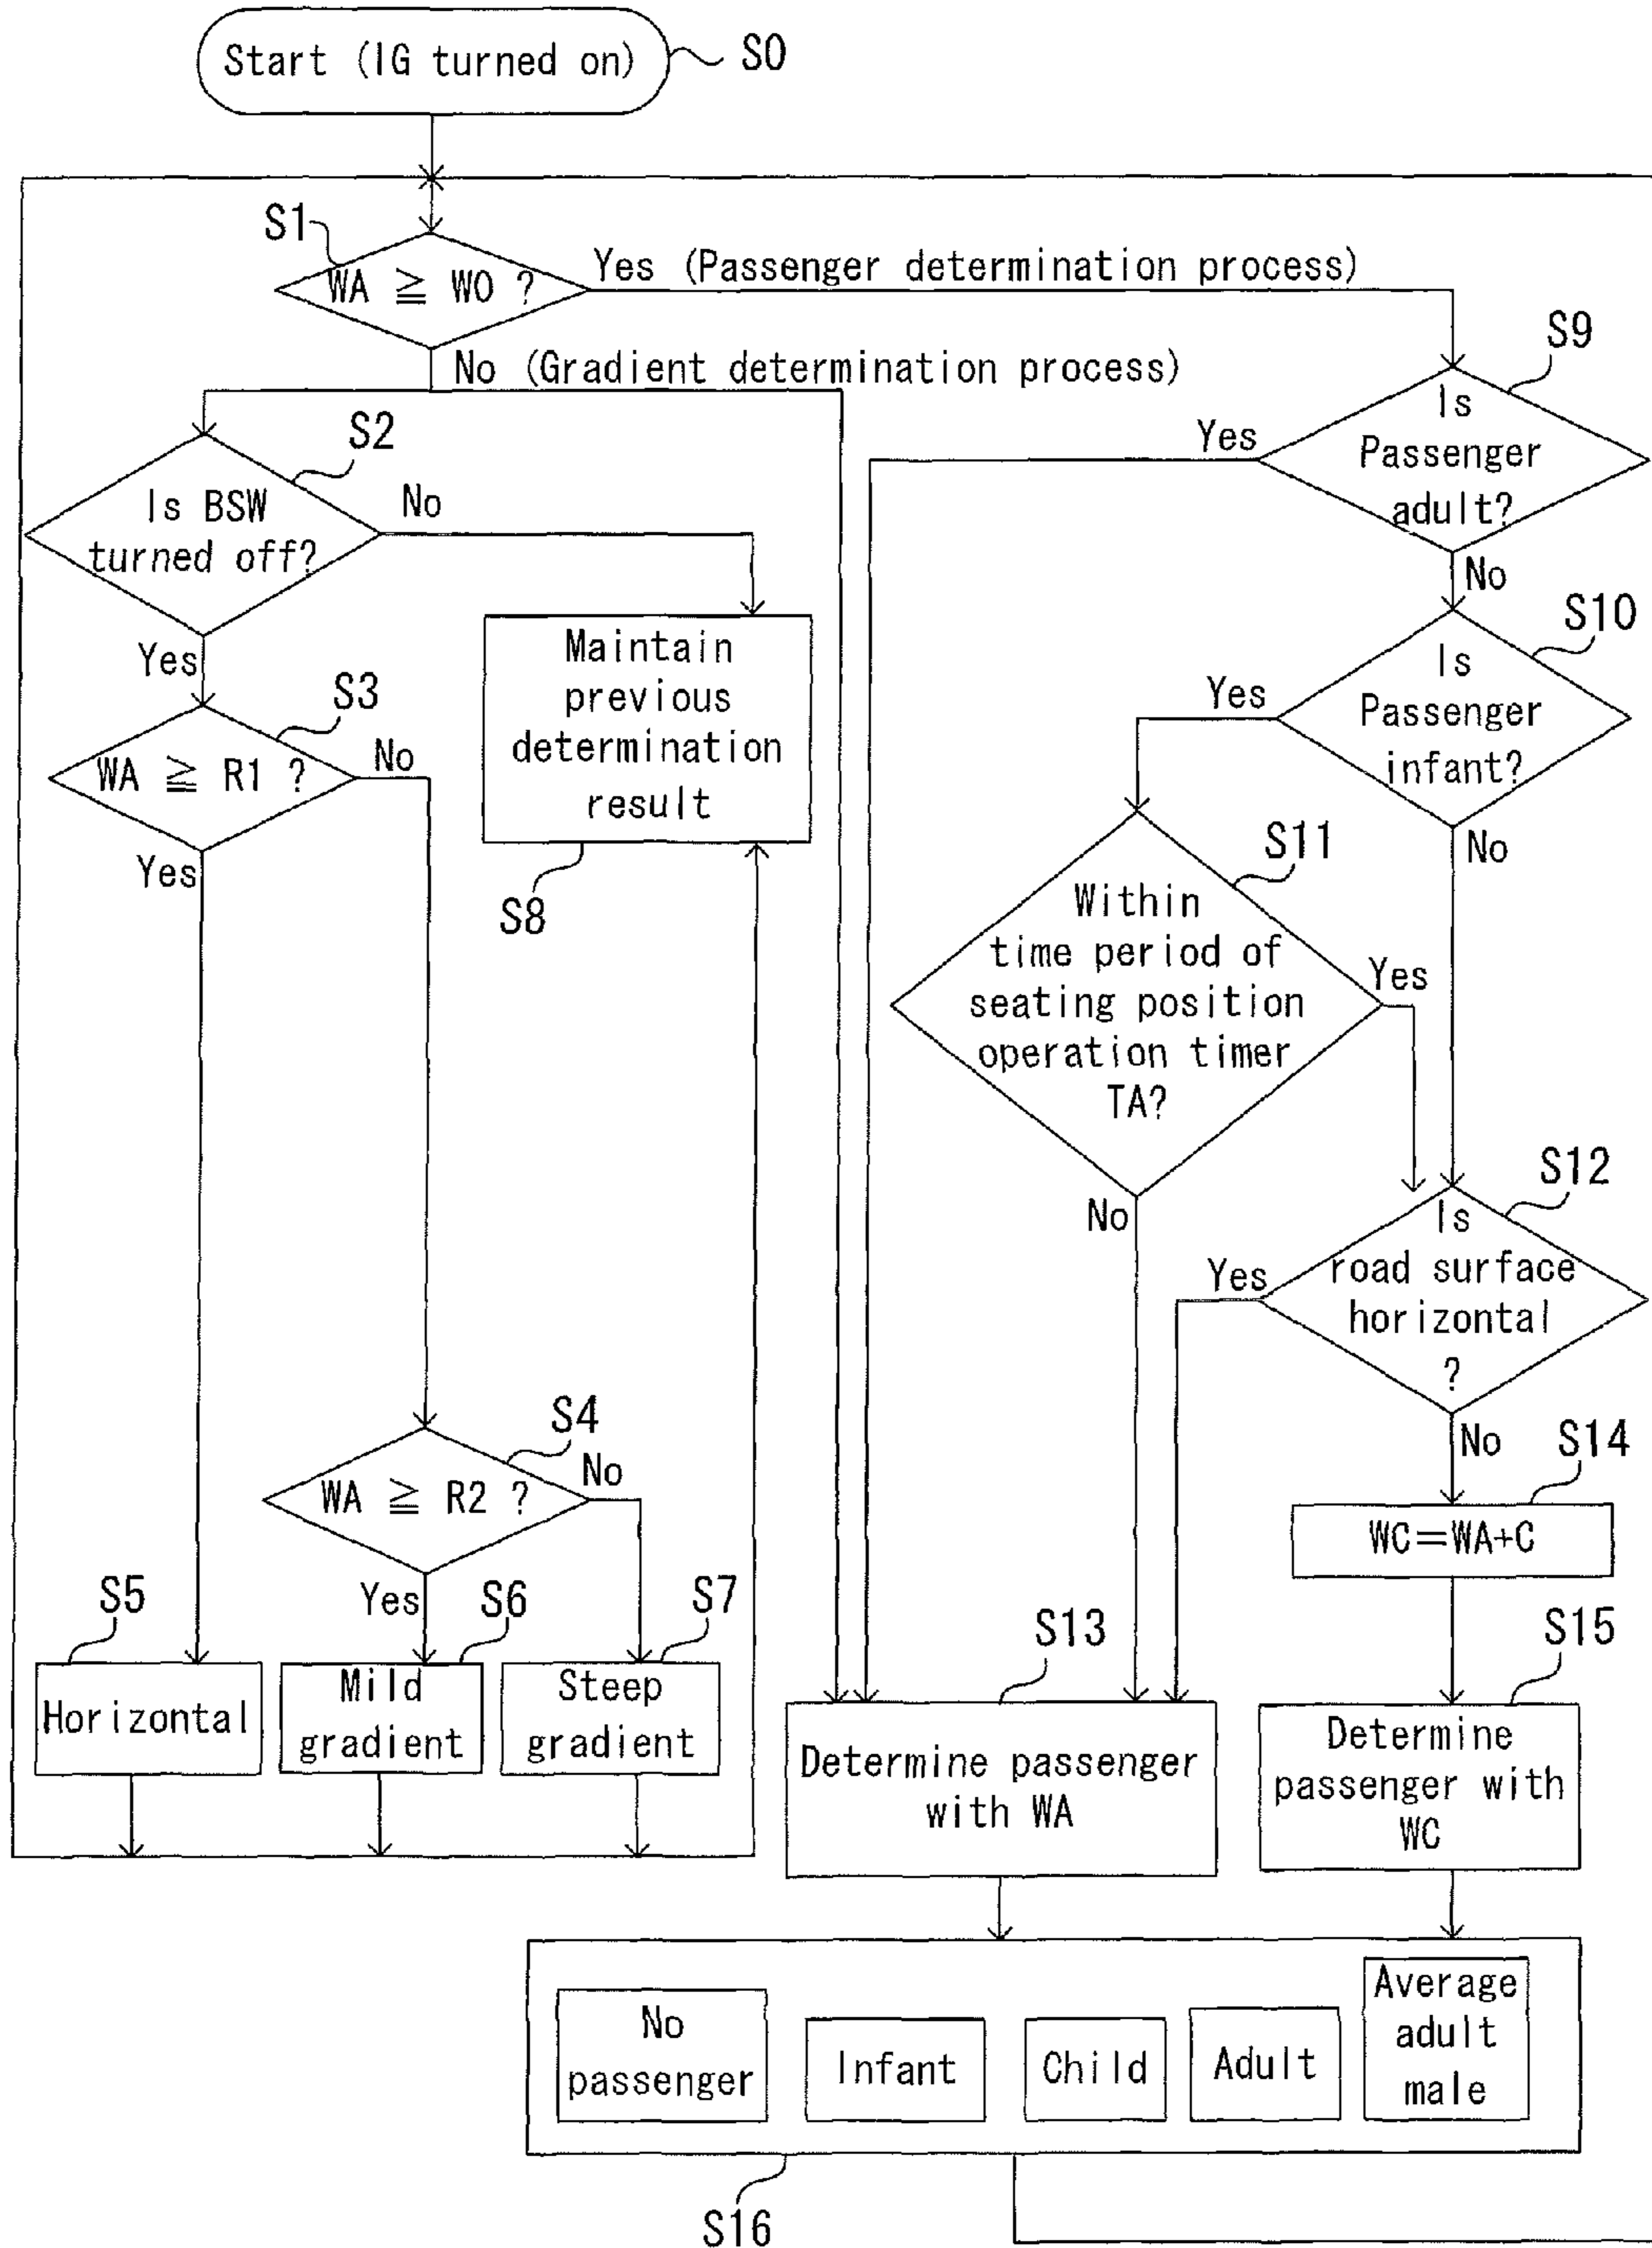 Start (IG turned on)
S0
S1
WA ≧ W0 ?
Yes (Passenger determination process)
No (Gradient determination process)
S9
Is
Passenger
adult?
Yes
No
S2
Is BSW
turned off?
No
Yes
Maintain
previous
determination
result
S8
S10
Is
Passenger
infant?
Yes
No
S3
WA ≧ R1 ?
No
Yes
S11
Within
time period of
seating position
operation timer
TA?
Yes
No
S12
Is
road surface
horizontal
?
Yes
No
S4
WA ≧ R2 ?
No
Yes
S14
WC=WA+C
S5
Horizontal
S6
Mild
gradient
S7
Steep
gradient
S13
Determine passenger
with WA
S15
Determine
passenger with
WC
No
passenger
Infant
Child
Adult
Average
adult
male
S16